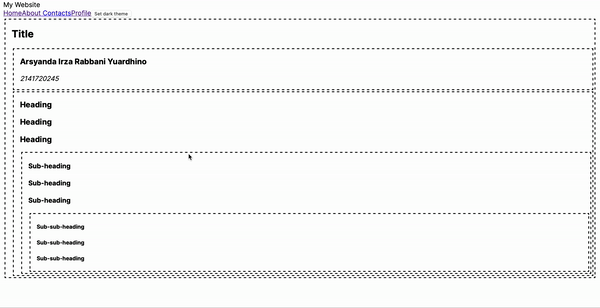 My Website
HomeAbout ContactsProfile Set dark theme
Title
Arsyanda Irza Rabbani Yuardhino
2141720245
Heading
Heading
Heading
Sub-heading
Sub-heading
Sub-heading
Sub-sub-heading
Sub-sub-heading
Sub-sub-heading